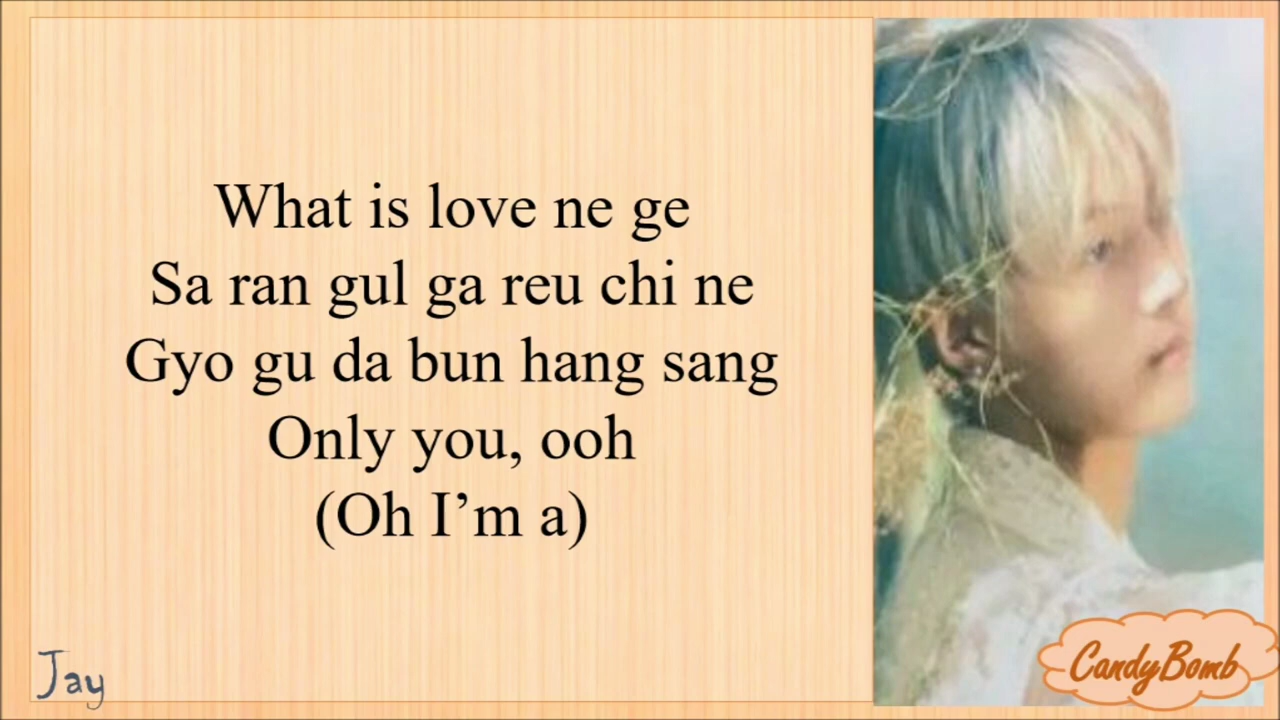 What is love ne ge
Sa ran gul ga reu chi ne
Gyo gu da bun hang sang
Only you, ooh
(Oh I’m a)
Jay
CandyBomb